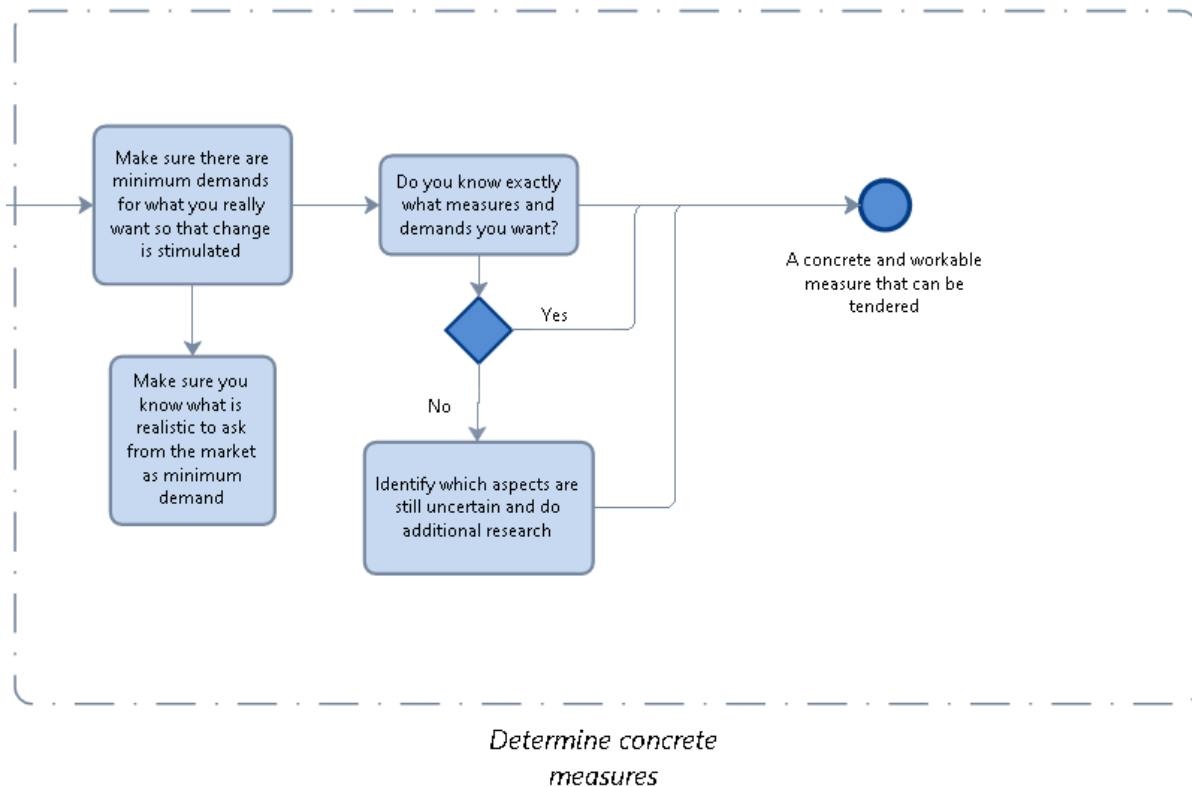 Make sure there are
minimum demands
for what you really
want so that change
is stimulated
Do you know exactly
what measures and
demands you want?
A concrete and workable
measure that can be
tendered
Yes
Make sure you
know what is
realistic to ask
from the market
as minimum
demand
No
Identify which aspects are
still uncertain and do
additional research
Determine concrete
measures